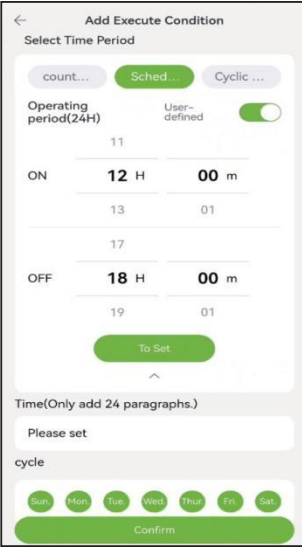 ← Add Execute Condition
Select Time Period
count... Sched... Cyclic ...
Operating User-
period(24H) defined
11
ON 12 H 00 m
13 01
17
OFF 18 H 00 m
19 01
To Set
Time(Only add 24 paragraphs.)
Please set
cycle
Sun. Mon. Tue. Wed. Thur. Fri. Sat.
Confirm